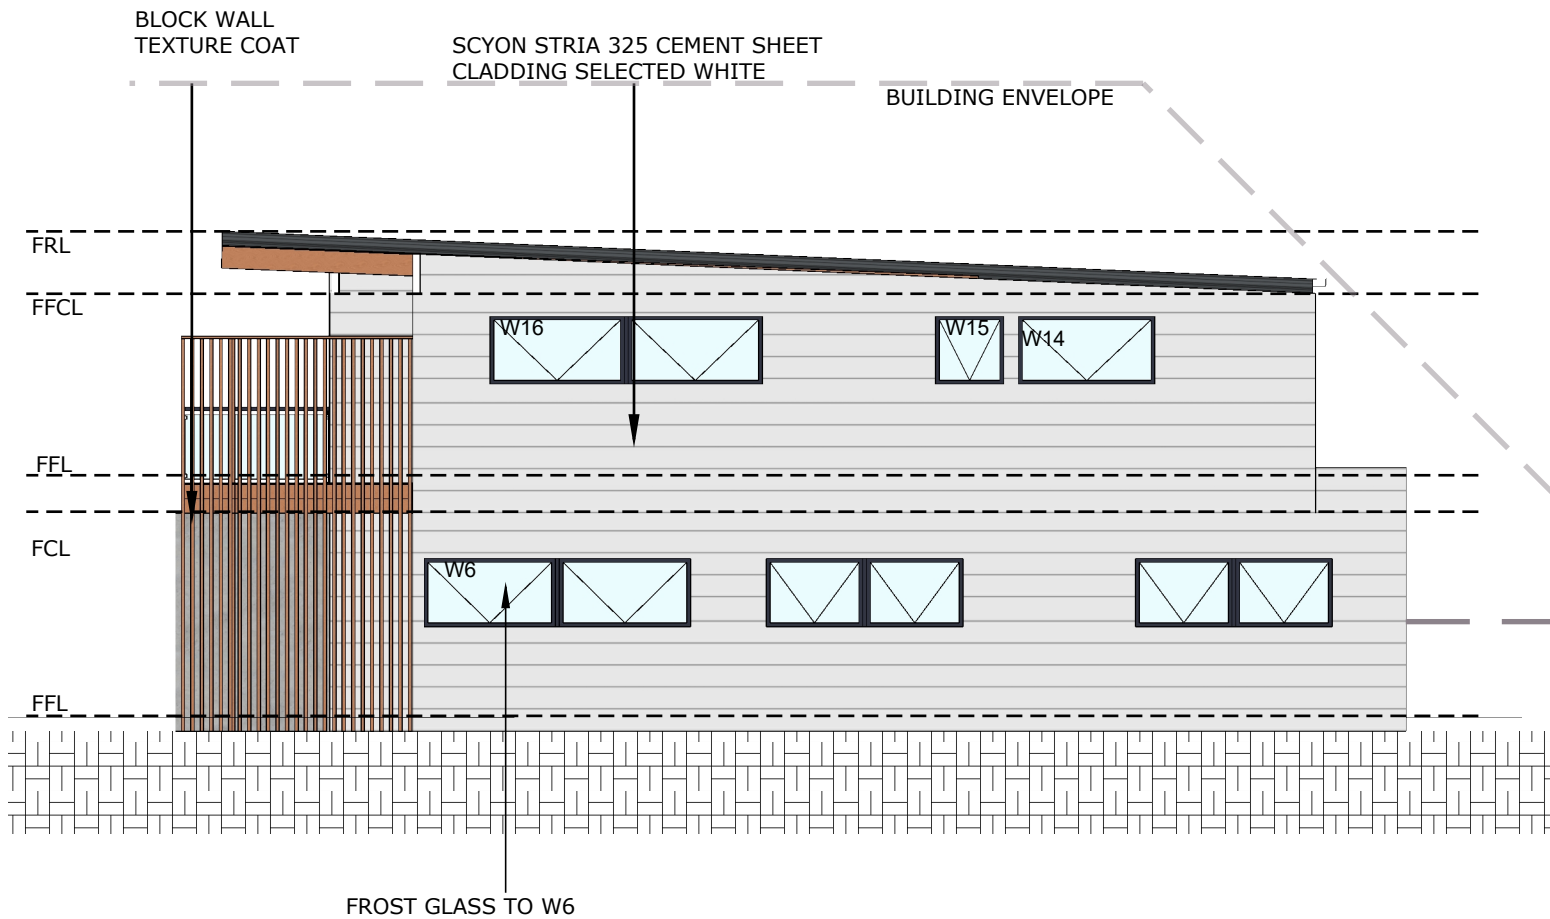 BLOCK WALL
TEXTURE COAT
SCYON STRIA 325 CEMENT SHEET
CLADDING SELECTED WHITE
BUILDING ENVELOPE
FRL
FFCL
W16
W15
W14
FFL
FCL
W6
FFL
FROST GLASS TO W6